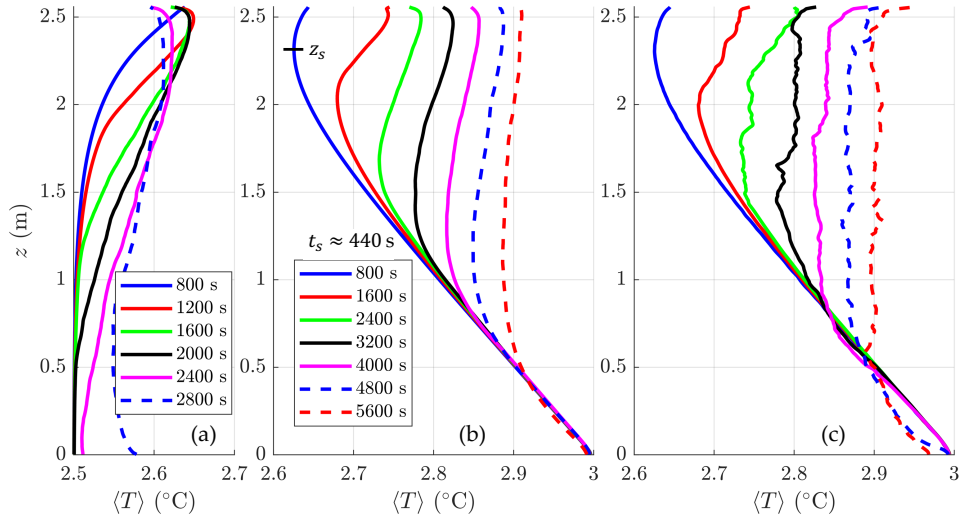 2.5
2
1.5
1
0.5
0
z (m)
800 s
1200 s
1600 s
2000 s
2400 s
2800 s
(a)
2.5 2.6 2.7
⟨T⟩ (°C)
z_s
t_s ≈ 440 s
800 s
1600 s
2400 s
3200 s
4000 s
4800 s
5600 s
(b)
2.6 2.7 2.8 2.9 3
⟨T⟩ (°C)
(c)
2.6 2.7 2.8 2.9 3
⟨T⟩ (°C)